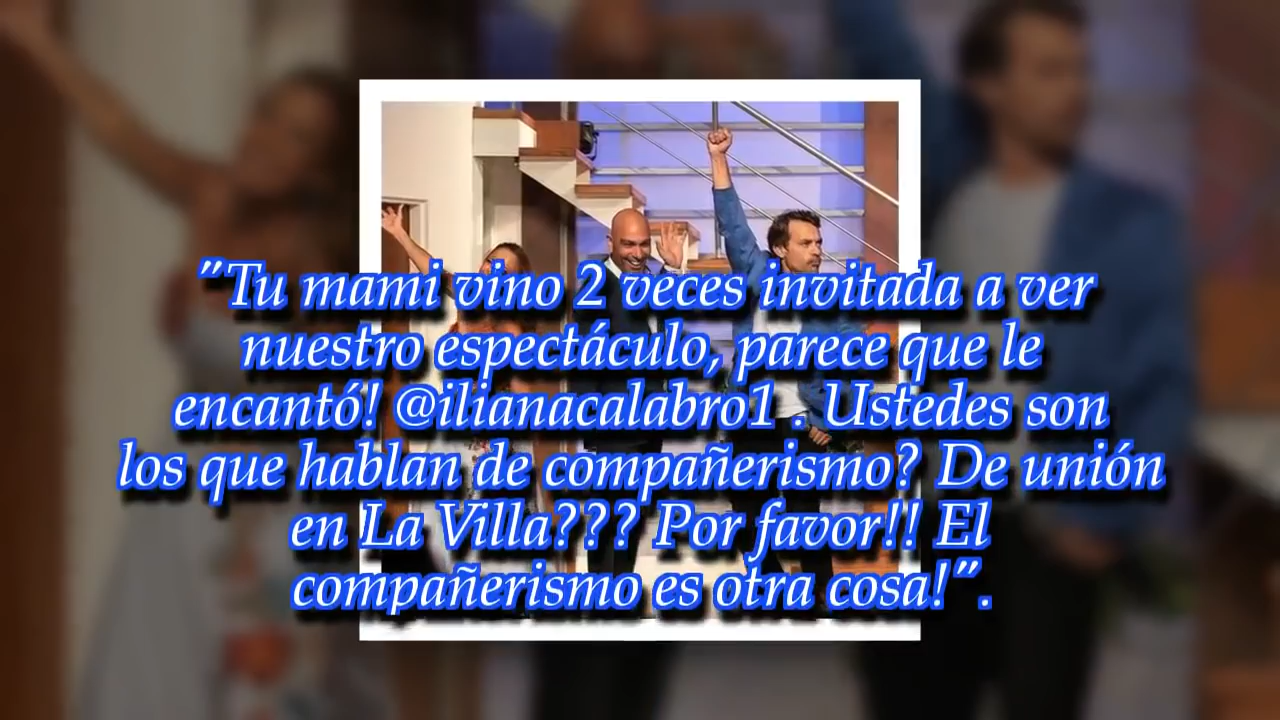 "Tu mami vino 2 veces invitada a ver
nuestro espectáculo, parece que le
encantó! @ilianacalabro1 . Ustedes son
los que hablan de compañerismo? De unión
en La Villa??? Por favor!! El
compañerismo es otra cosa!".